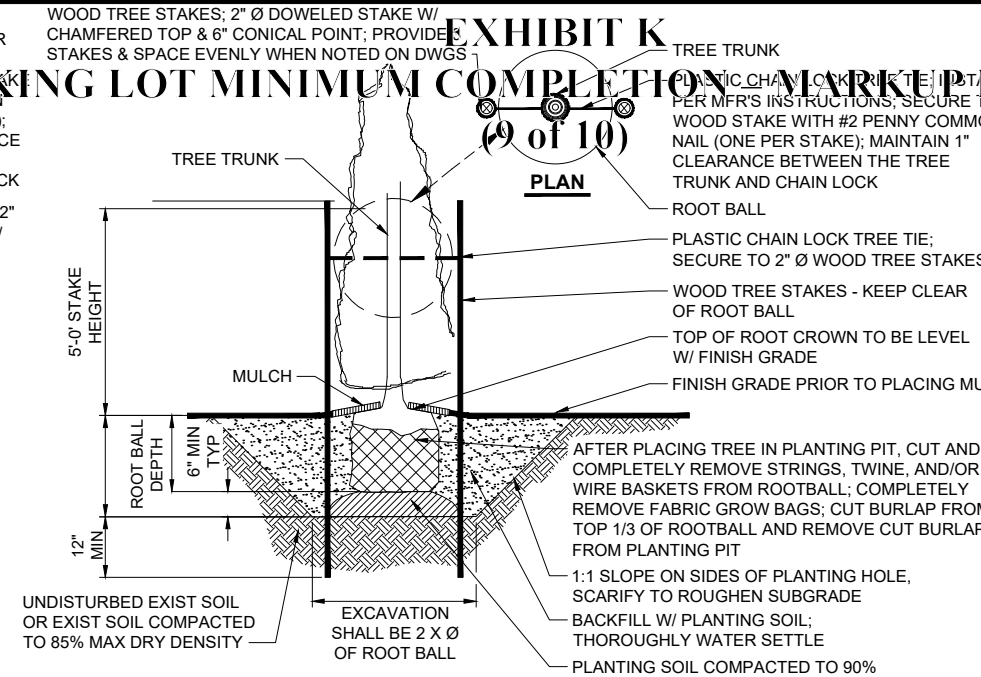 WOOD TREE STAKES; 2" Ø DOWELED STAKE W/
CHAMFERED TOP & 6" CONICAL POINT; PROVIDE
STAKES & SPACE EVENLY WHEN NOTED ON DWGS
EXHIBIT K
KING LOT MINIMUM COMPLETION – MARKUP
(9 of 10)
PLAN
TREE TRUNK
PLASTIC CHAIN LOCK TREE TIE;
PER MFR'S INSTRUCTIONS; SECURE
WOOD STAKE WITH #2 PENNY COMMO
NAIL (ONE PER STAKE); MAINTAIN 1"
CLEARANCE BETWEEN THE TREE
TRUNK AND CHAIN LOCK
ROOT BALL
PLASTIC CHAIN LOCK TREE TIE;
SECURE TO 2" Ø WOOD TREE STAKES
WOOD TREE STAKES - KEEP CLEAR
OF ROOT BALL
TOP OF ROOT CROWN TO BE LEVEL
W/ FINISH GRADE
FINISH GRADE PRIOR TO PLACING MU
AFTER PLACING TREE IN PLANTING PIT, CUT AND
COMPLETELY REMOVE STRINGS, TWINE, AND/OR
WIRE BASKETS FROM ROOTBALL; COMPLETELY
REMOVE FABRIC GROW BAGS; CUT BURLAP FROM
TOP 1/3 OF ROOTBALL AND REMOVE CUT BURLAP
FROM PLANTING PIT
1:1 SLOPE ON SIDES OF PLANTING HOLE,
SCARIFY TO ROUGHEN SUBGRADE
BACKFILL W/ PLANTING SOIL;
THOROUGHLY WATER SETTLE
PLANTING SOIL COMPACTED TO 90%
TREE TRUNK
5'-0' STAKE
HEIGHT
MULCH
ROOT BALL
DEPTH
6" MIN
TYP
12"
MIN
UNDISTURBED EXIST SOIL
OR EXIST SOIL COMPACTED
TO 85% MAX DRY DENSITY
EXCAVATION
SHALL BE 2 X Ø
OF ROOT BALL
R
);
CE
CK
2"